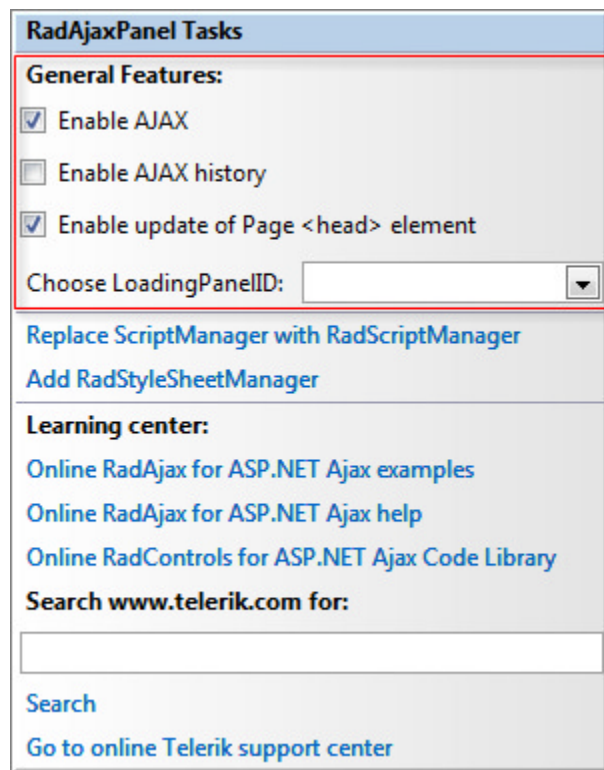 RadAjaxPanel Tasks
General Features:
Enable AJAX
Enable AJAX history
Enable update of Page <head> element
Choose LoadingPanelID:
Replace ScriptManager with RadScriptManager
Add RadStyleSheetManager
Learning center:
Online RadAjax for ASP.NET Ajax examples
Online RadAjax for ASP.NET Ajax help
Online RadControls for ASP.NET Ajax Code Library
Search www.telerik.com for:
Search
Go to online Telerik support center